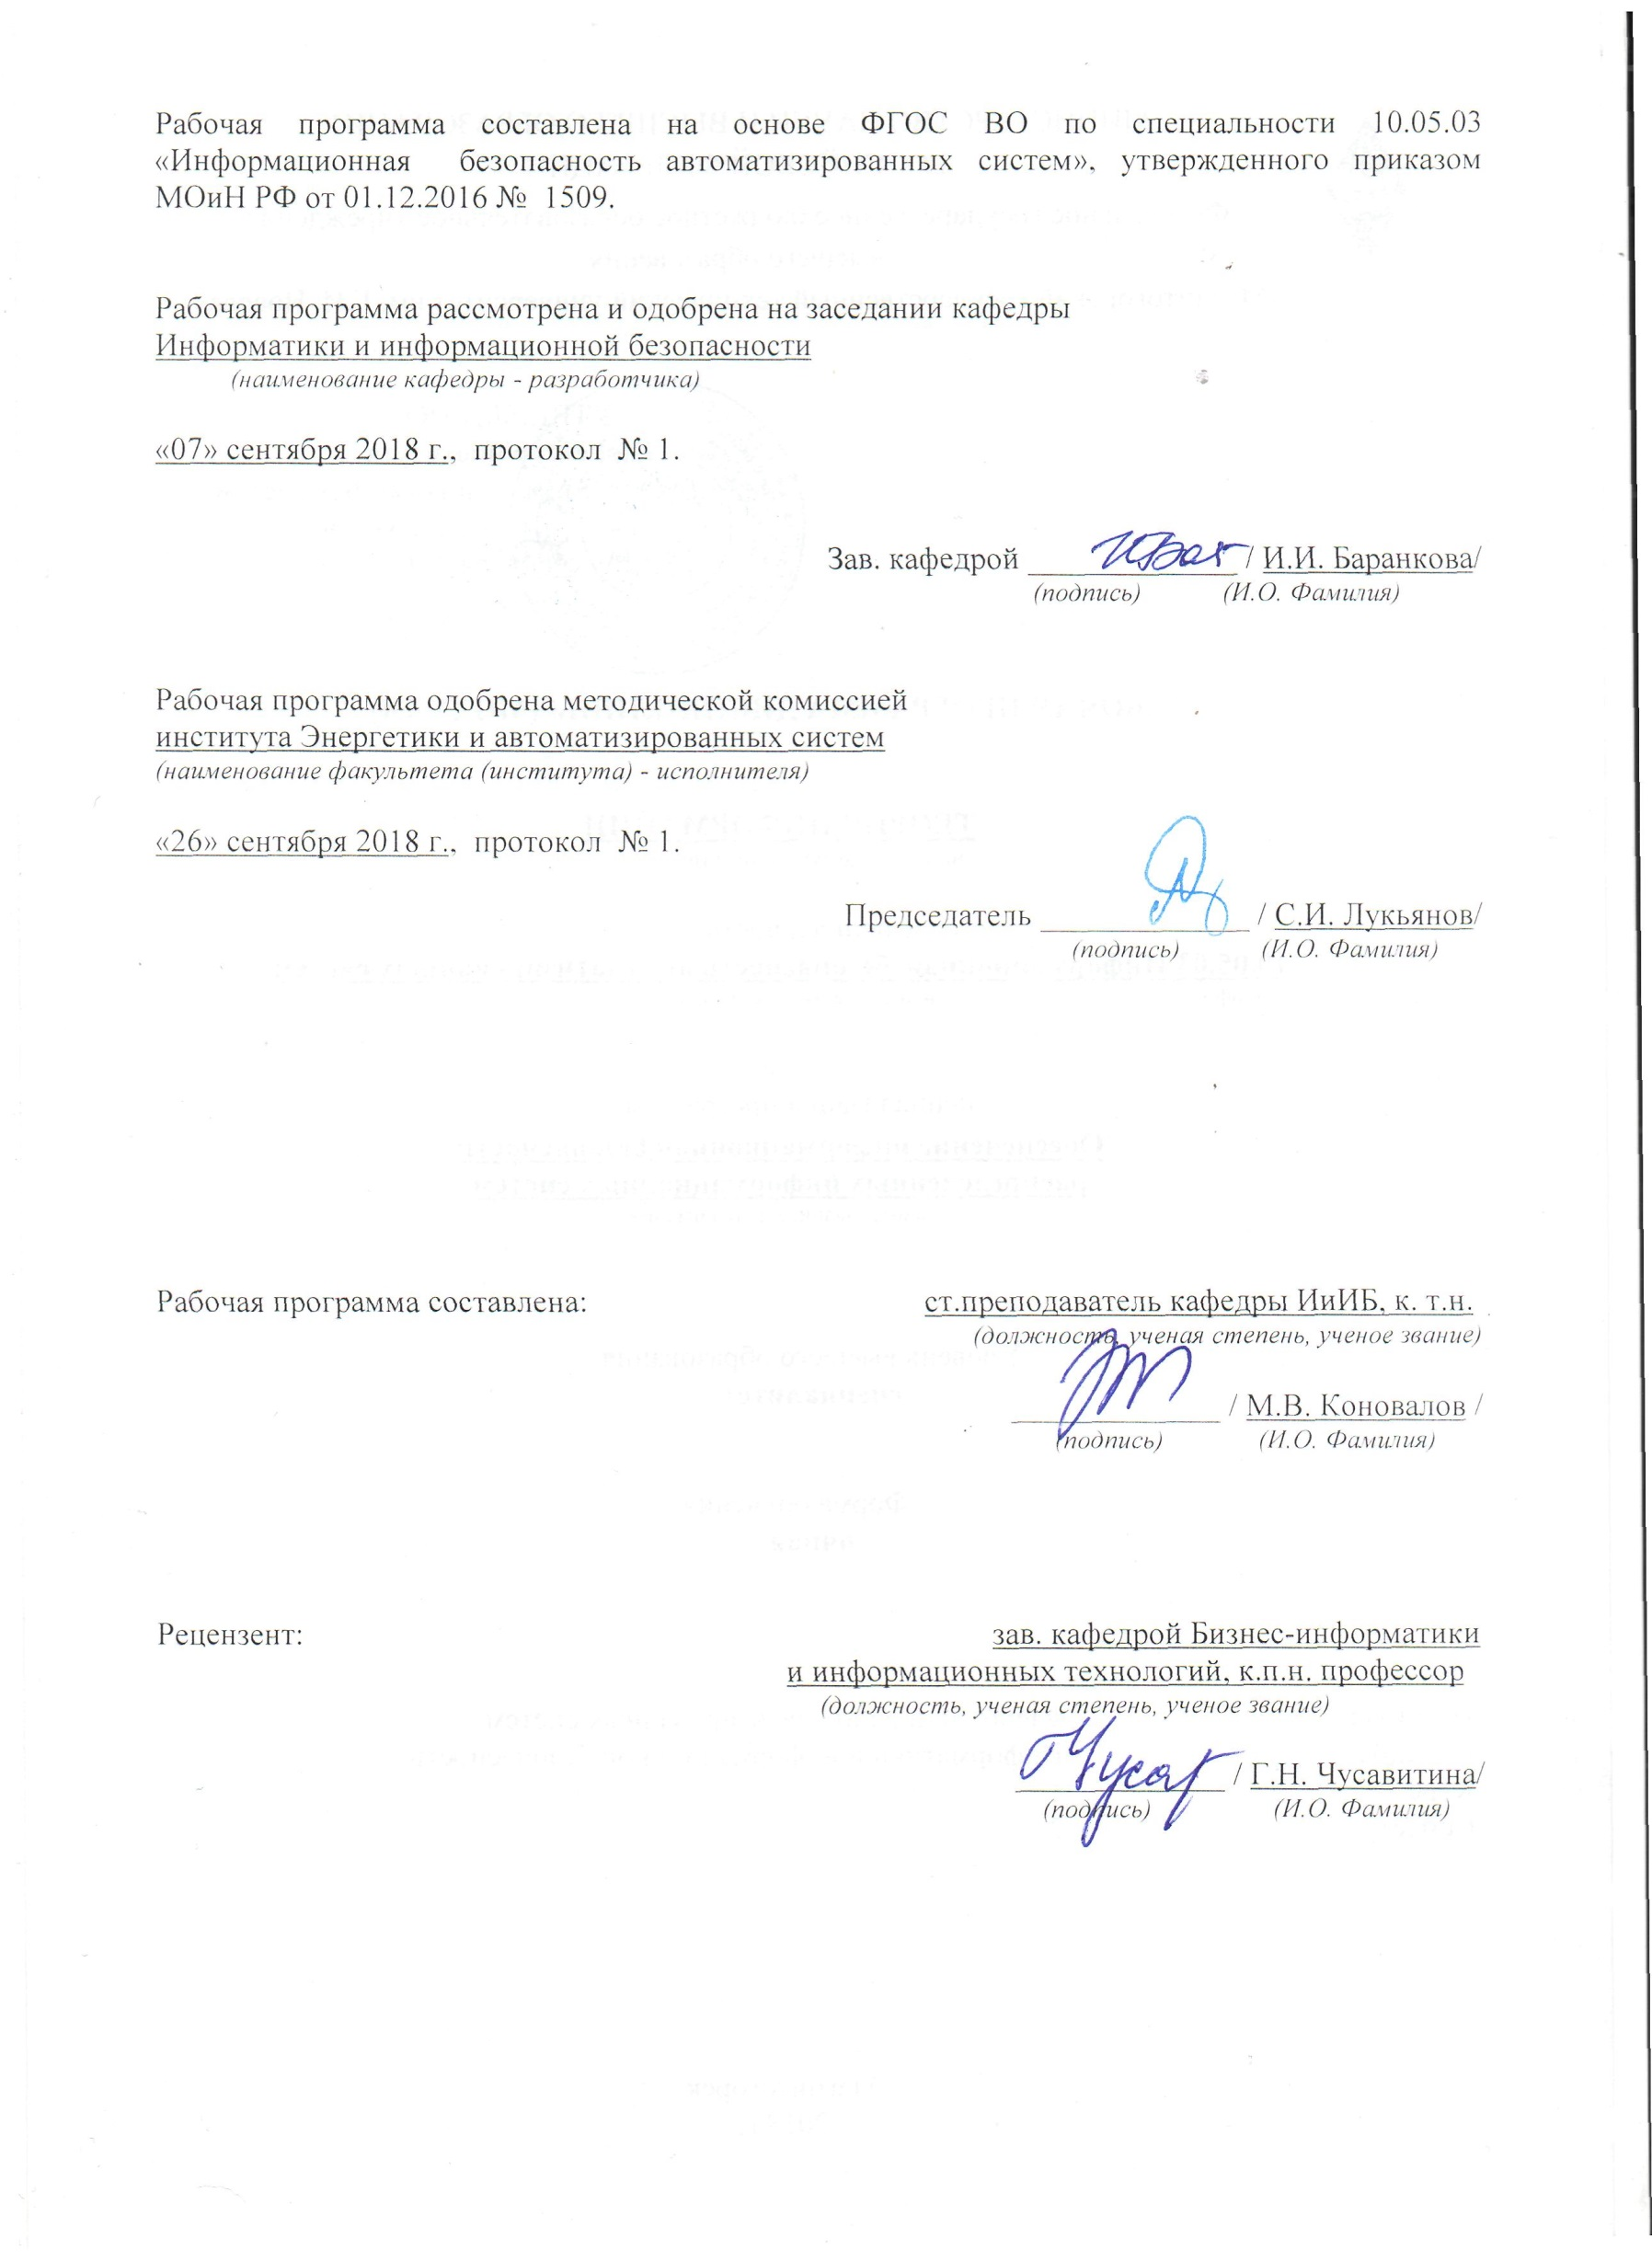 Рабочая программа составлена на основе ФГОС ВО по специальности 10.05.03
«Информационная безопасность автоматизированных систем», утвержденного приказом
МОиН РФ от 01.12.2016 № 1509.
Рабочая программа рассмотрена и одобрена на заседании кафедры
Информатики и информационной безопасности
(наименование кафедры - разработчика)
«07» сентября 2018 г., протокол № 1.
Зав. кафедрой / И.И. Баранкова/
(подпись) (И.О. Фамилия)
Рабочая программа одобрена методической комиссией
института Энергетики и автоматизированных систем
(наименование факультета (института) - исполнителя)
«26» сентября 2018 г., протокол № 1.
Председатель / С.И. Лукьянов/
(подпись) (И.О. Фамилия)
Рабочая программа составлена: ст.преподаватель кафедры ИиИБ, к. т.н.
(должность, ученая степень, ученое звание)
/ М.В. Коновалов /
(подпись) (И.О. Фамилия)
Рецензент: зав. кафедрой Бизнес-информатики
и информационных технологий, к.п.н. профессор
(должность, ученая степень, ученое звание)
/ Г.Н. Чусавитина/
(подпись) (И.О. Фамилия)